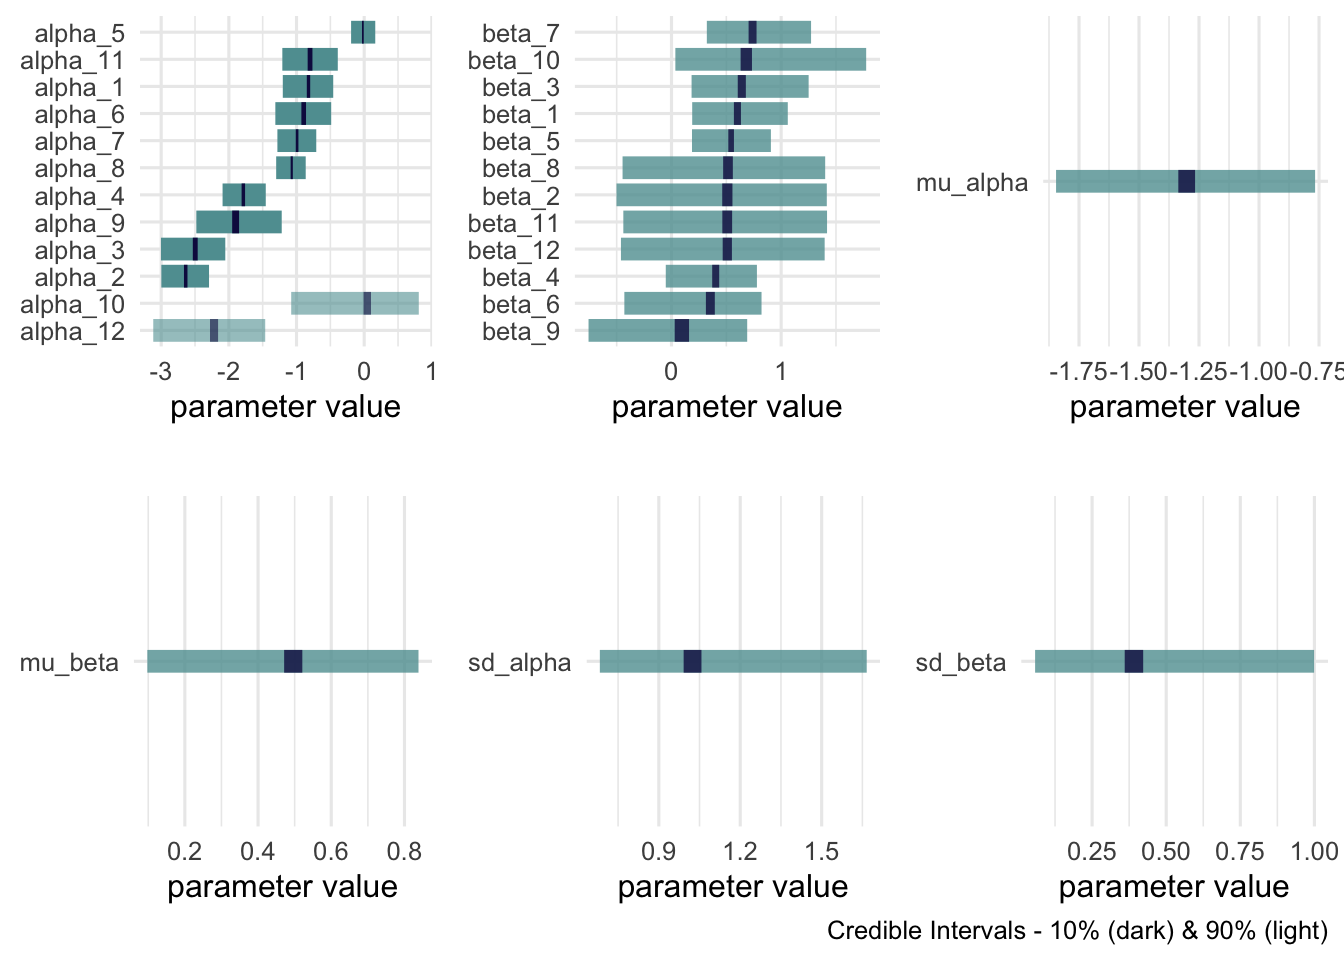 alpha_5
alpha_11
alpha_1
alpha_6
alpha_7
alpha_8
alpha_4
alpha_9
alpha_3
alpha_2
alpha_10
alpha_12
-3 -2 -1 0 1
parameter value
beta_7
beta_10
beta_3
beta_1
beta_5
beta_8
beta_2
beta_11
beta_12
beta_4
beta_6
beta_9
0 1
parameter value
mu_alpha
-1.75 -1.50 -1.25 -1.00 -0.75
parameter value
mu_beta
0.2 0.4 0.6 0.8
parameter value
sd_alpha
0.9 1.2 1.5
parameter value
sd_beta
0.25 0.50 0.75 1.00
parameter value
Credible Intervals - 10% (dark) & 90% (light)